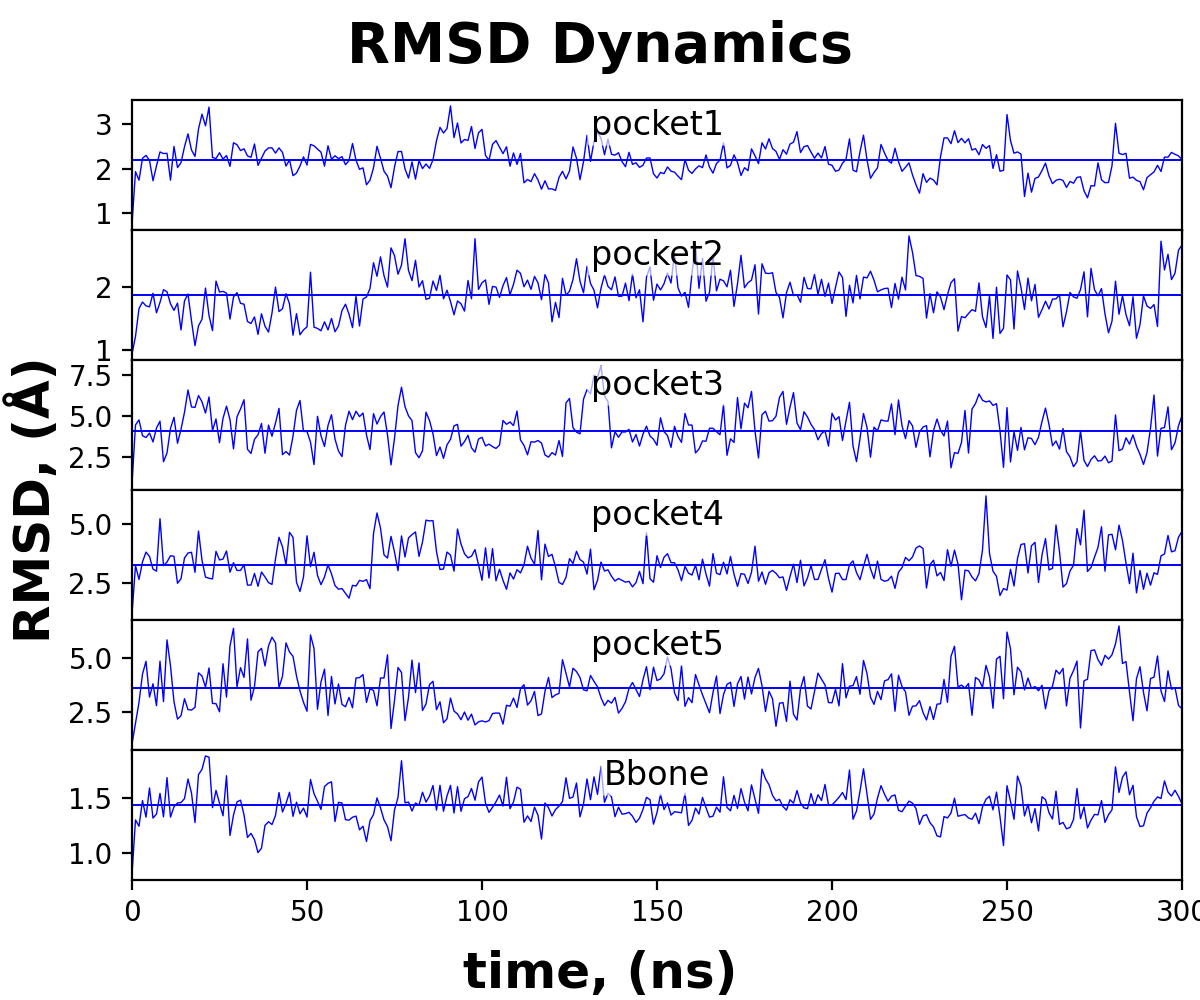 RMSD Dynamics
3
2
1
pocket1
2
1
pocket2
7.5
5.0
2.5
pocket3
5.0
2.5
pocket4
5.0
2.5
pocket5
1.5
1.0
Bbone
RMSD, (Å)
0 50 100 150 200 250 300
time, (ns)